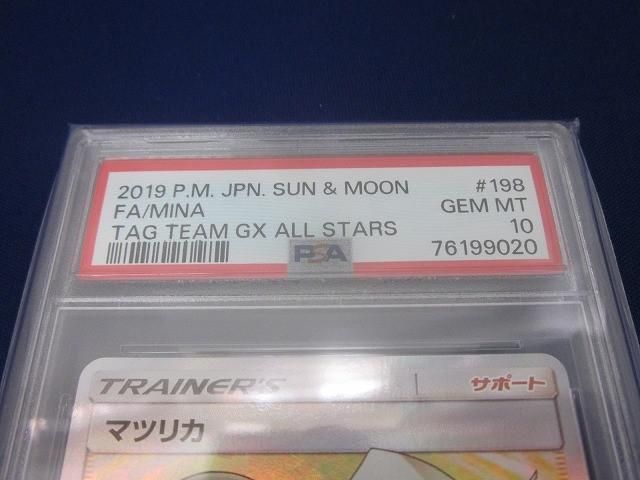 2019 P.M. JPN. SUN & MOON #198
FA/MINA GEM MT
TAG TEAM GX ALL STARS 10
PSA 76199020
TRAINER'S サポート
マツリカ